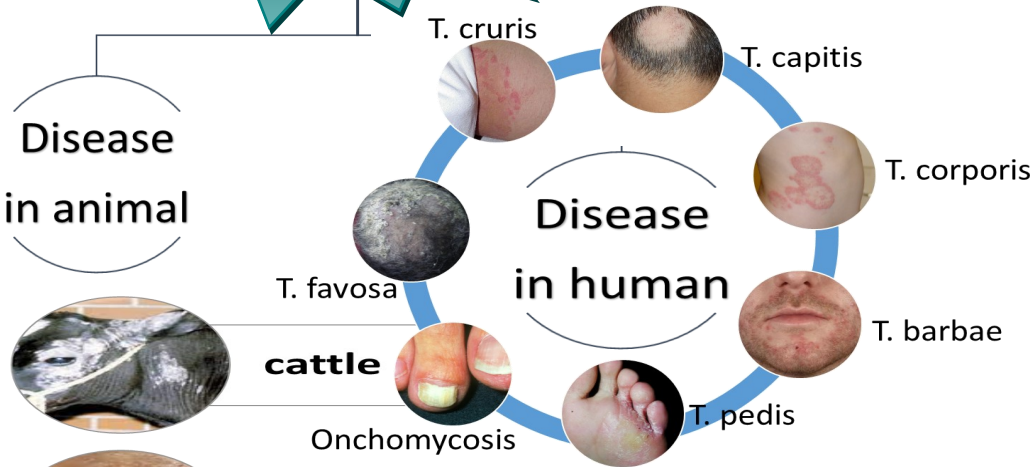 T. cruris
T. capitis
Disease
in animal
T. corporis
Disease
in human
T. favosa
T. barbae
cattle
T. pedis
Onchomycosis